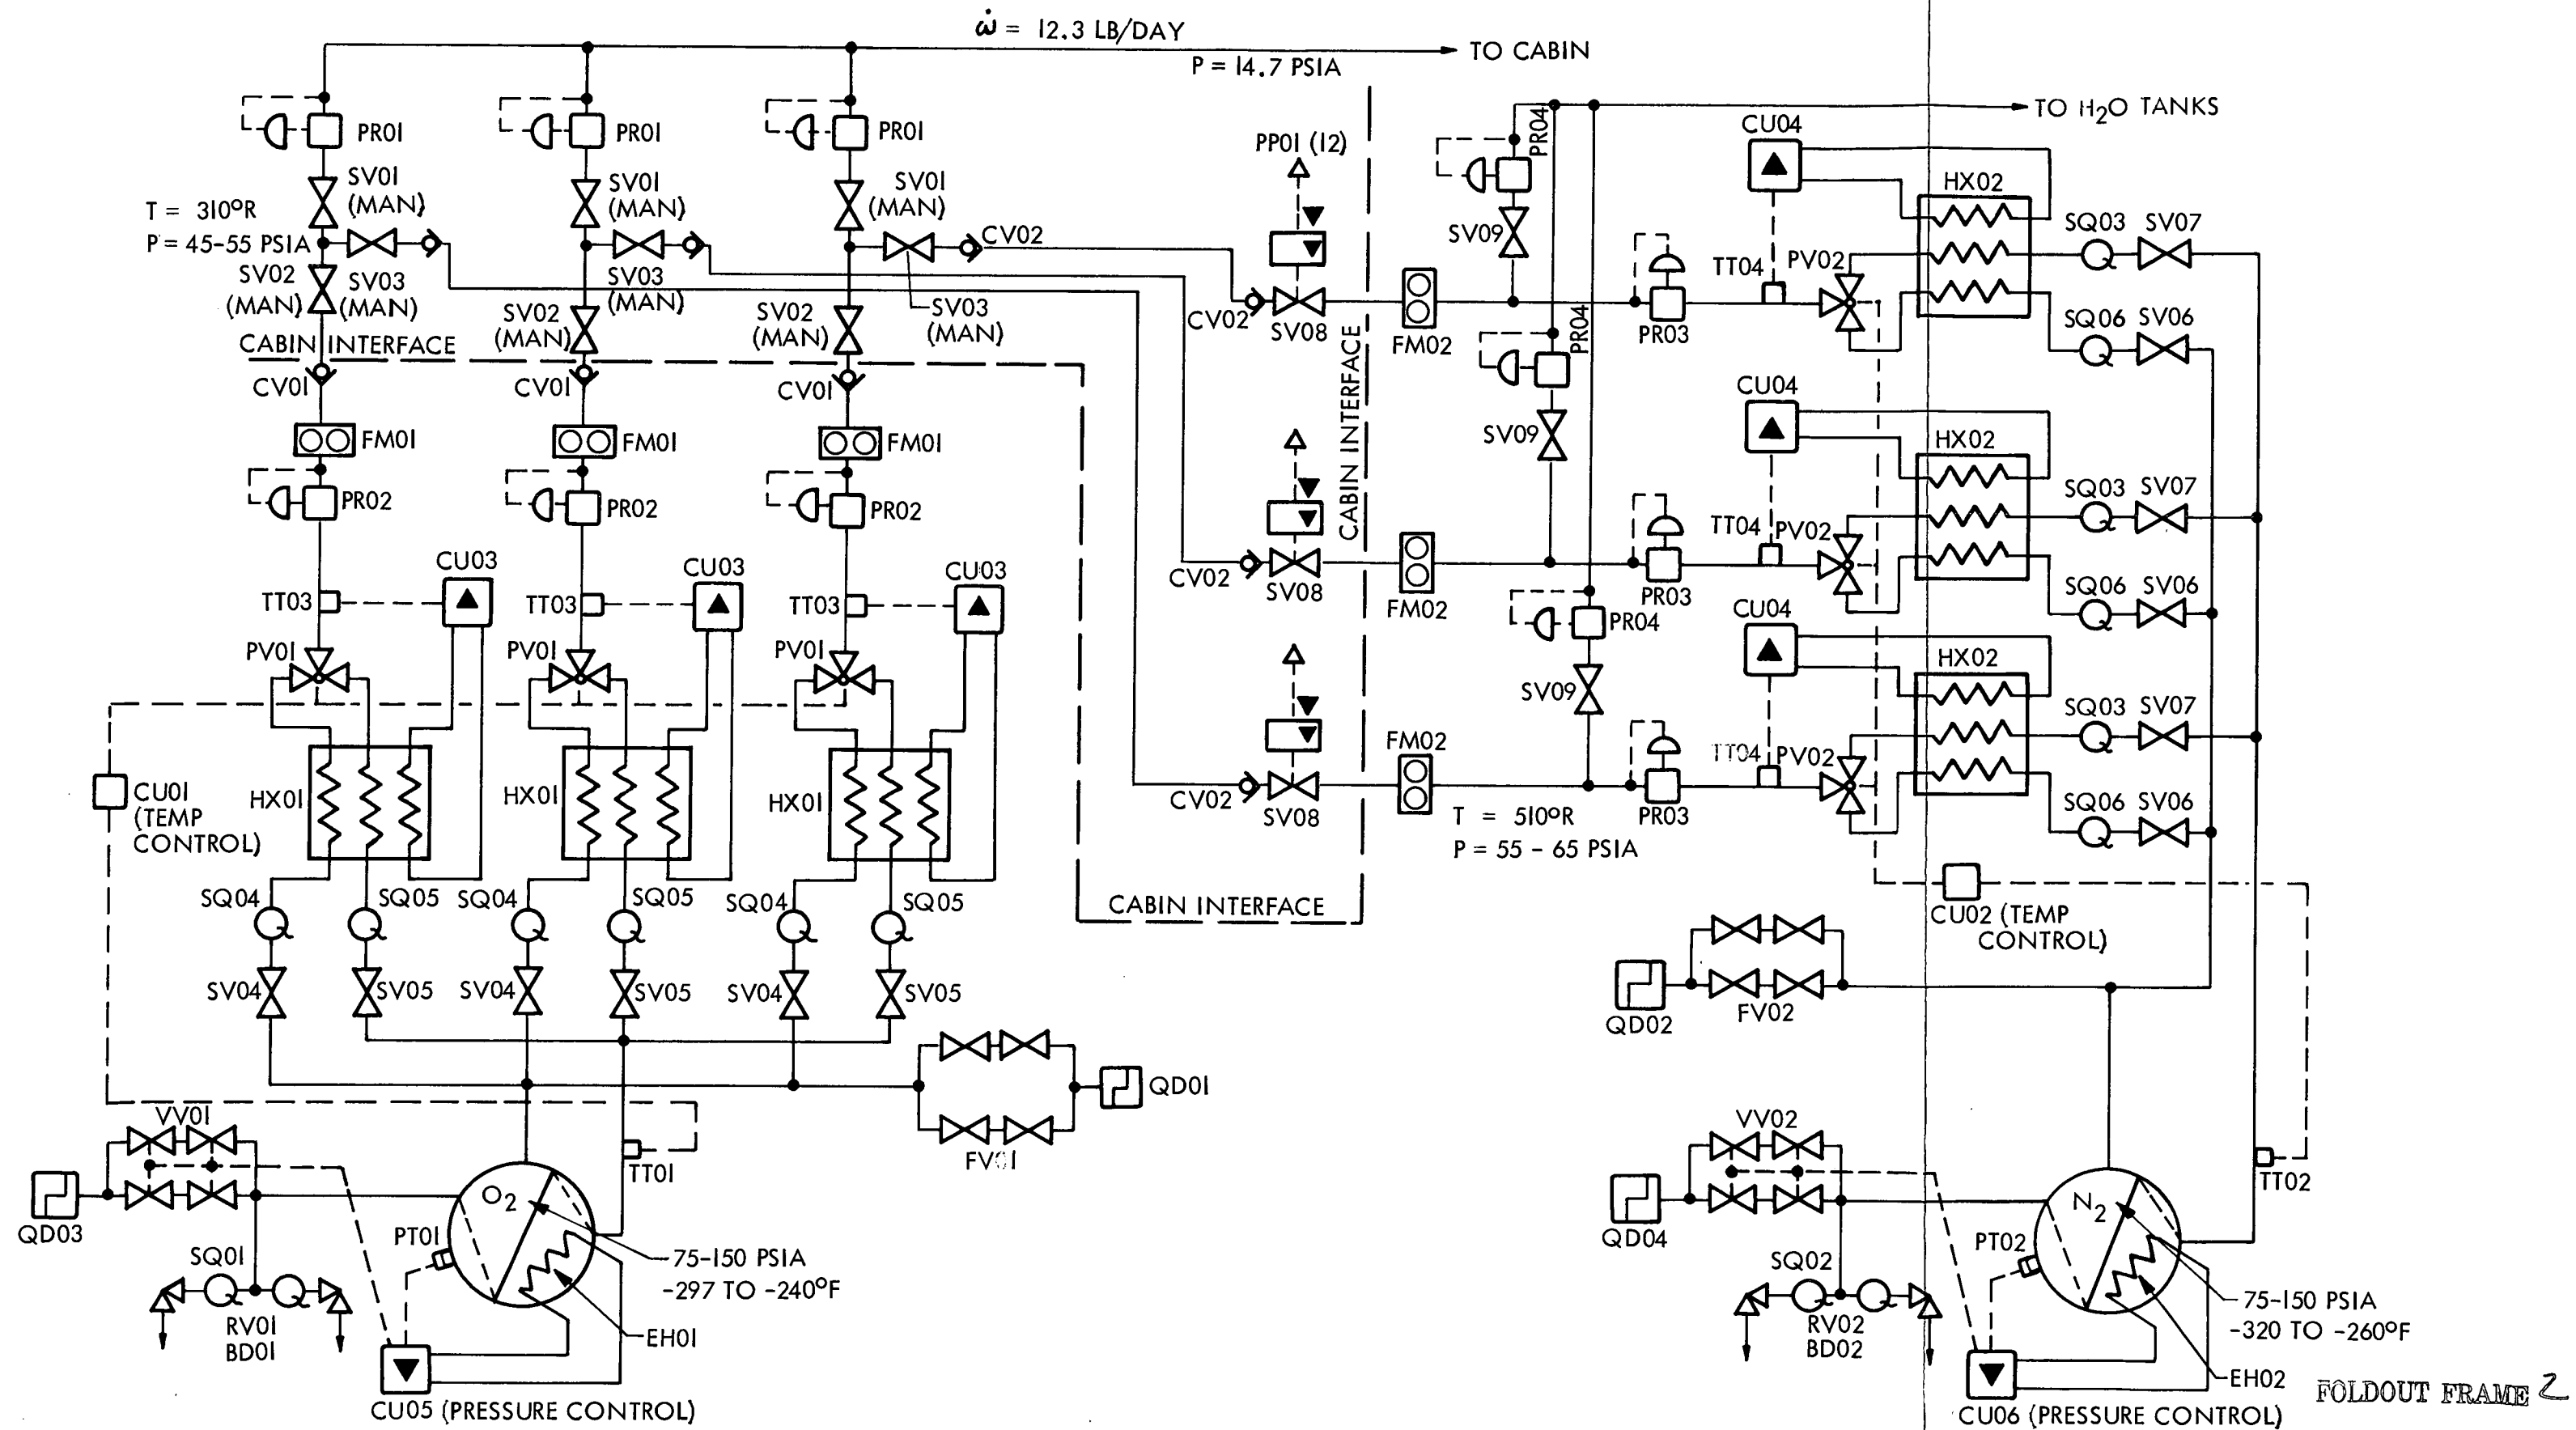 ẇ = 12.3 LB/DAY
TO CABIN
P = 14.7 PSIA
PR01
PR01
PR01
PR04
TO H2O TANKS
PP01 (12)
CU04
SV01
(MAN)
SV01
(MAN)
SV01
(MAN)
HX02
T = 310ºR
P = 45-55 PSIA
CV02
SV09
SQ03
SV07
TT04
PV02
SV02
(MAN)
SV03
(MAN)
SV03
(MAN)
SV02
(MAN)
SV02
(MAN)
SV03
(MAN)
CV02
SV08
FM02
PR03
PR04
SQ06
SV06
CABIN INTERFACE
CABIN INTERFACE
CV01
CV01
CV01
CU04
FM01
FM01
FM01
SV09
HX02
PR02
PR02
PR02
SQ03
SV07
TT04
PV02
CU03
CU03
CU03
CV02
SV08
FM02
PR03
SQ06
SV06
TT03
TT03
TT03
PR04
CU04
PV01
PV01
PV01
HX02
SV09
SQ03
SV07
FM02
TT04
PV02
HX01
HX01
HX01
CU01
(TEMP
CONTROL)
CV02
SV08
T = 510ºR
P = 55 - 65 PSIA
PR03
SQ06
SV06
SQ04
SQ05
SQ04
SQ05
SQ04
SQ05
CABIN INTERFACE
CU02 (TEMP
CONTROL)
SV04
SV05
SV04
SV05
SV04
SV05
QD02
FV02
QD01
VV01
FV01
TT01
VV02
TT02
QD03
O2
PT01
QD04
N2
PT02
SQ01
75-150 PSIA
-297 TO -240ºF
SQ02
75-150 PSIA
-320 TO -260ºF
RV01
BD01
EH01
RV02
BD02
EH02
CU05 (PRESSURE CONTROL)
CU06 (PRESSURE CONTROL)
FOLDOUT FRAME 2